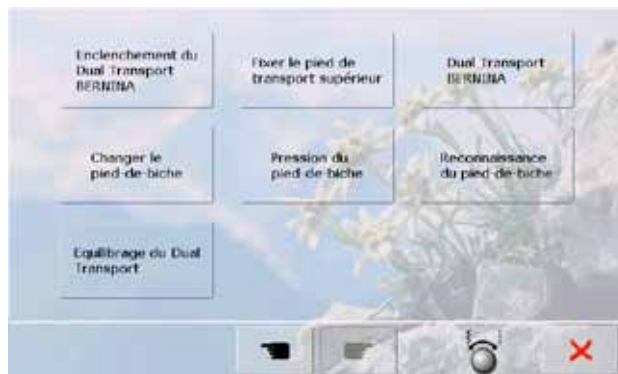 Enclenchement du
Dual Transport
BERNINA
Fixer le pied de
transport supérieur
Dual Transport
BERNINA
Changer le
pied-de-biche
Pression du
pied-de-biche
Reconnaissance
du pied-de-biche
Equilibrage du Dual
Transport